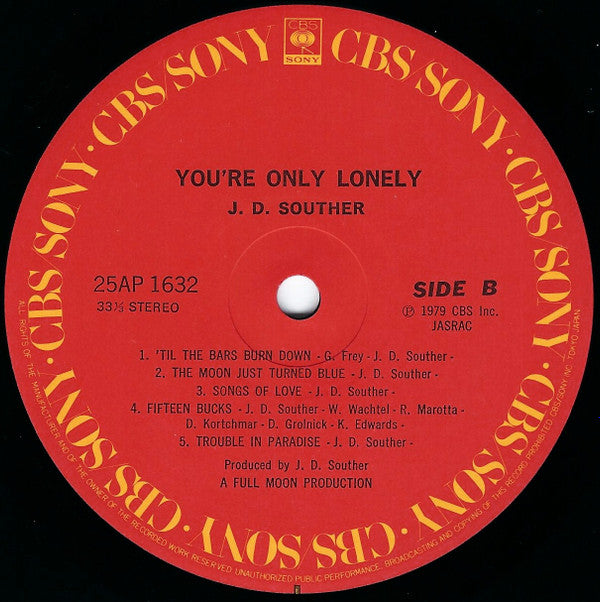 CBS
SONY
CBS/SONY · CBS/SONY · CBS/SONY · CBS/SONY · CBS/SONY · CBS/SONY · CBS/SONY · CBS/SONY
YOU'RE ONLY LONELY
J. D. SOUTHER
25AP 1632
SIDE B
33⅓ STEREO
Ⓟ 1979 CBS Inc.
JASRAC
1. 'TIL THE BARS BURN DOWN - G. Frey - J. D. Souther -
2. THE MOON JUST TURNED BLUE - J. D. Souther -
3. SONGS OF LOVE - J. D. Souther -
4. FIFTEEN BUCKS - J. D. Souther - W. Wachtel - R. Marotta -
D. Kortchmar - D. Grolnick - K. Edwards -
5. TROUBLE IN PARADISE - J. D. Souther -
Produced by J. D. Souther
A FULL MOON PRODUCTION
ALL RIGHTS OF THE MANUFACTURER AND OF THE OWNER OF THE RECORDED WORK RESERVED. UNAUTHORIZED PUBLIC PERFORMANCE, BROADCASTING AND COPYING OF THIS RECORD PROHIBITED CBS/SONY INC. TOKYO JAPAN